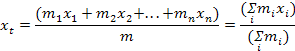 x_t = (m_1x_1 + m_2x_2 +...+ m_nx_n) / m = (Σ_i m_ix_i) / (Σ_i m_i)